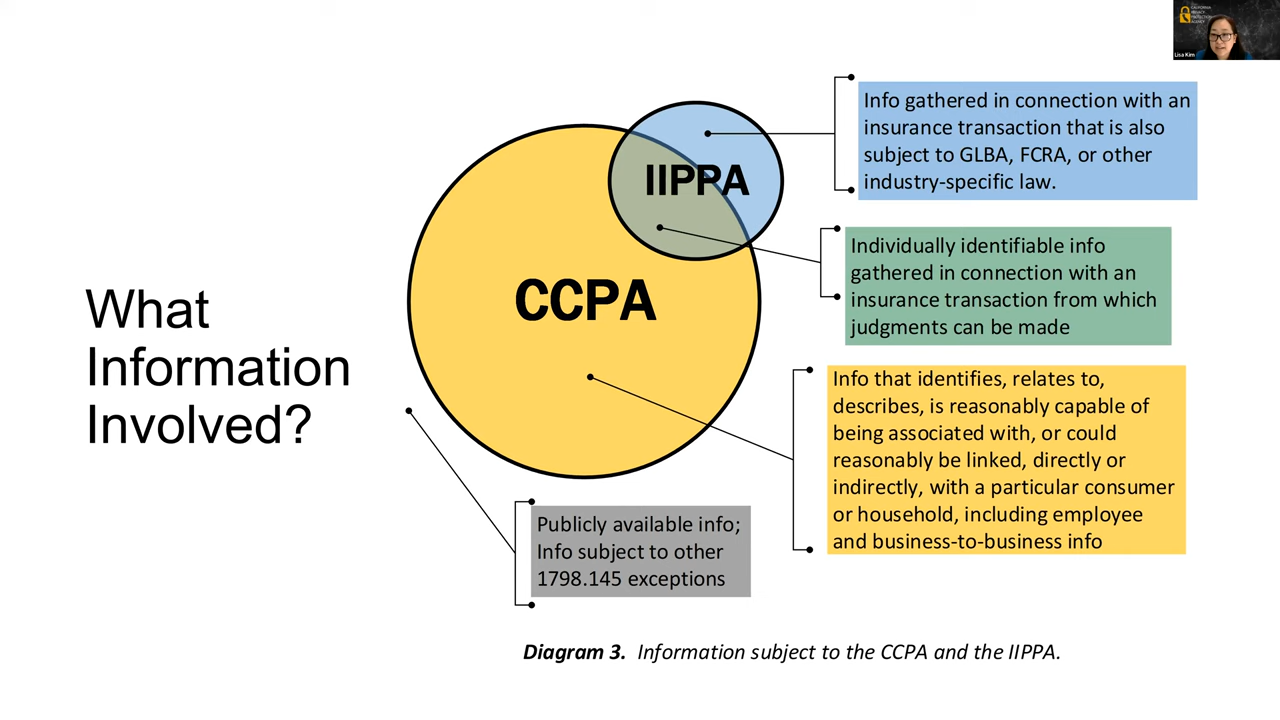 CALIFORNIA
PRIVACY
PROTECTION
AGENCY
Lisa Kim
What
Information
Involved?
IIPPA
CCPA
Info gathered in connection with an
insurance transaction that is also
subject to GLBA, FCRA, or other
industry-specific law.
Individually identifiable info
gathered in connection with an
insurance transaction from which
judgments can be made
Info that identifies, relates to,
describes, is reasonably capable of
being associated with, or could
reasonably be linked, directly or
indirectly, with a particular consumer
or household, including employee
and business-to-business info
Publicly available info;
Info subject to other
1798.145 exceptions
Diagram 3. Information subject to the CCPA and the IIPPA.